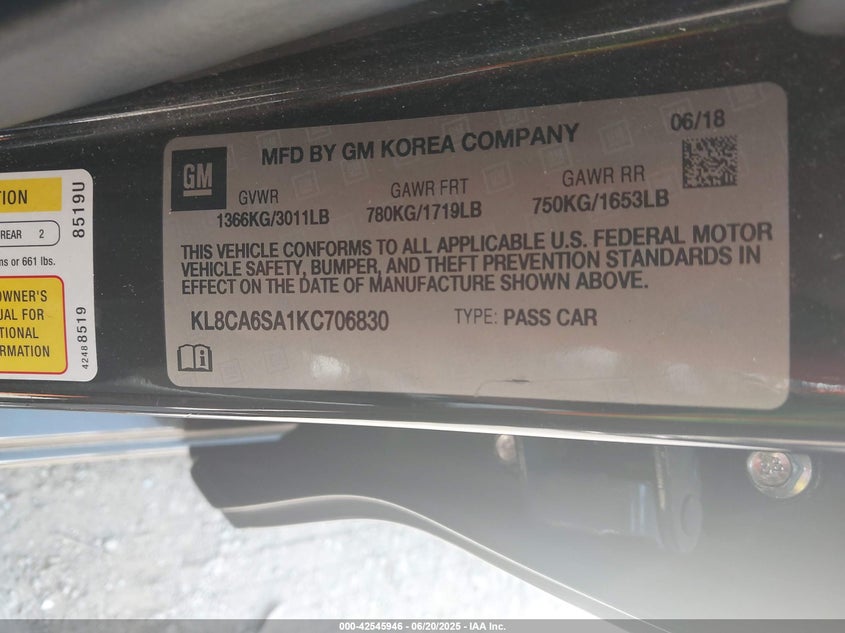 MFD BY GM KOREA COMPANY
06/18
GM
GVWR
1366KG/3011LB
GAWR FRT
780KG/1719LB
GAWR RR
750KG/1653LB
THIS VEHICLE CONFORMS TO ALL APPLICABLE U.S. FEDERAL MOTOR
VEHICLE SAFETY, BUMPER, AND THEFT PREVENTION STANDARDS IN
EFFECT ON THE DATE OF MANUFACTURE SHOWN ABOVE.
KL8CA6SA1KC706830
TYPE: PASS CAR
TION
REAR 2
ns or 661 lbs.
OWNER'S
UAL FOR
TIONAL
ORMATION
8519U
42488519
000-42545946 - 06/20/2025 - IAA Inc.